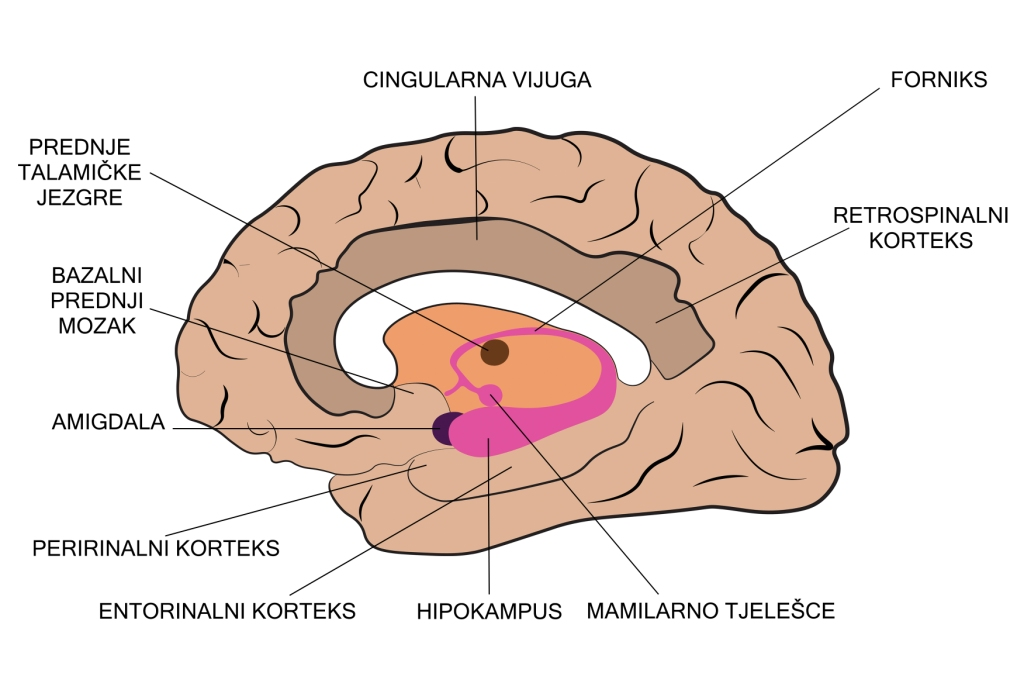 CINGULARNA VIJUGA
FORNIKS
PREDNJE
TALAMIČKE
JEZGRE
RETROSPINALNI
KORTEKS
BAZALNI
PREDNJI
MOZAK
AMIGDALA
PERIRINALNI KORTEKS
ENTORINALNI KORTEKS
HIPOKAMPUS
MAMILARNO TJELEŠCE